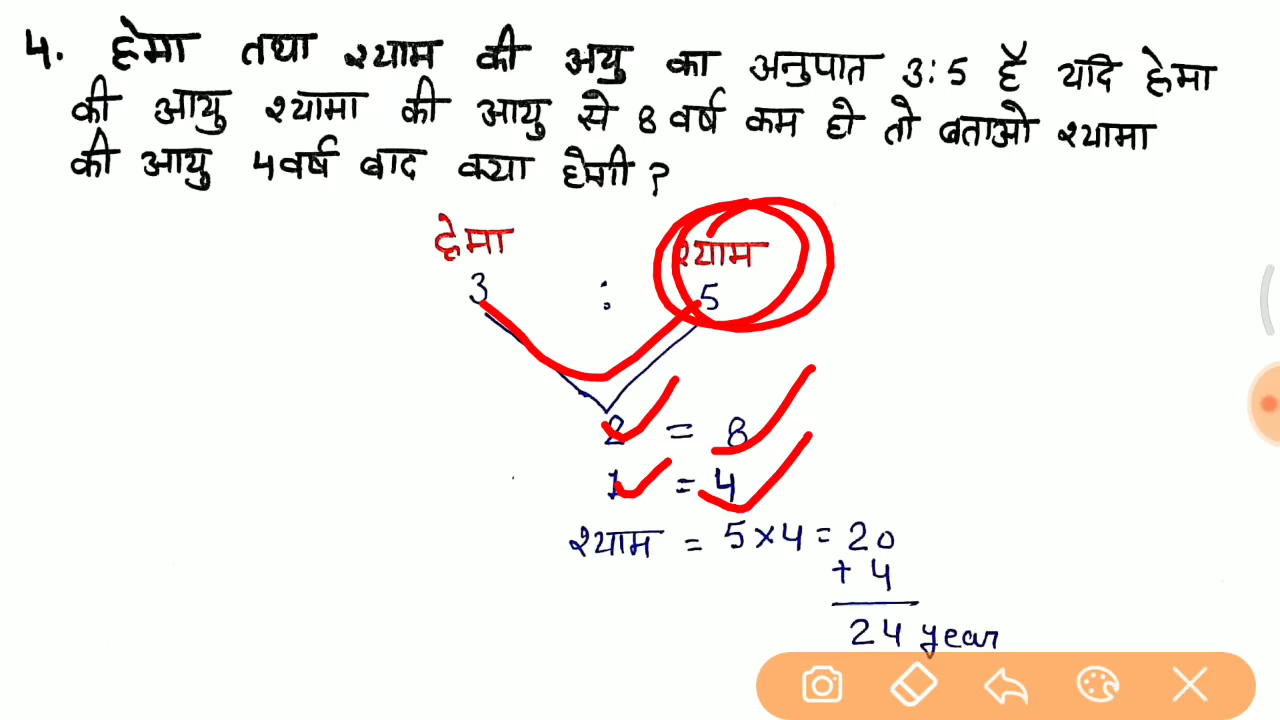 4. हेमा तथा श्याम की अयु का अनुपात 3:5 हैं यदि हेमा
की आयु श्यामा की आयु से 8 वर्ष कम हो तो बताओ श्यामा
की आयु 4 वर्ष बाद क्या होगी ?
हेमा श्याम
3 : 5
2 = 8
1 = 4
श्याम = 5×4 = 20
+ 4
24 year